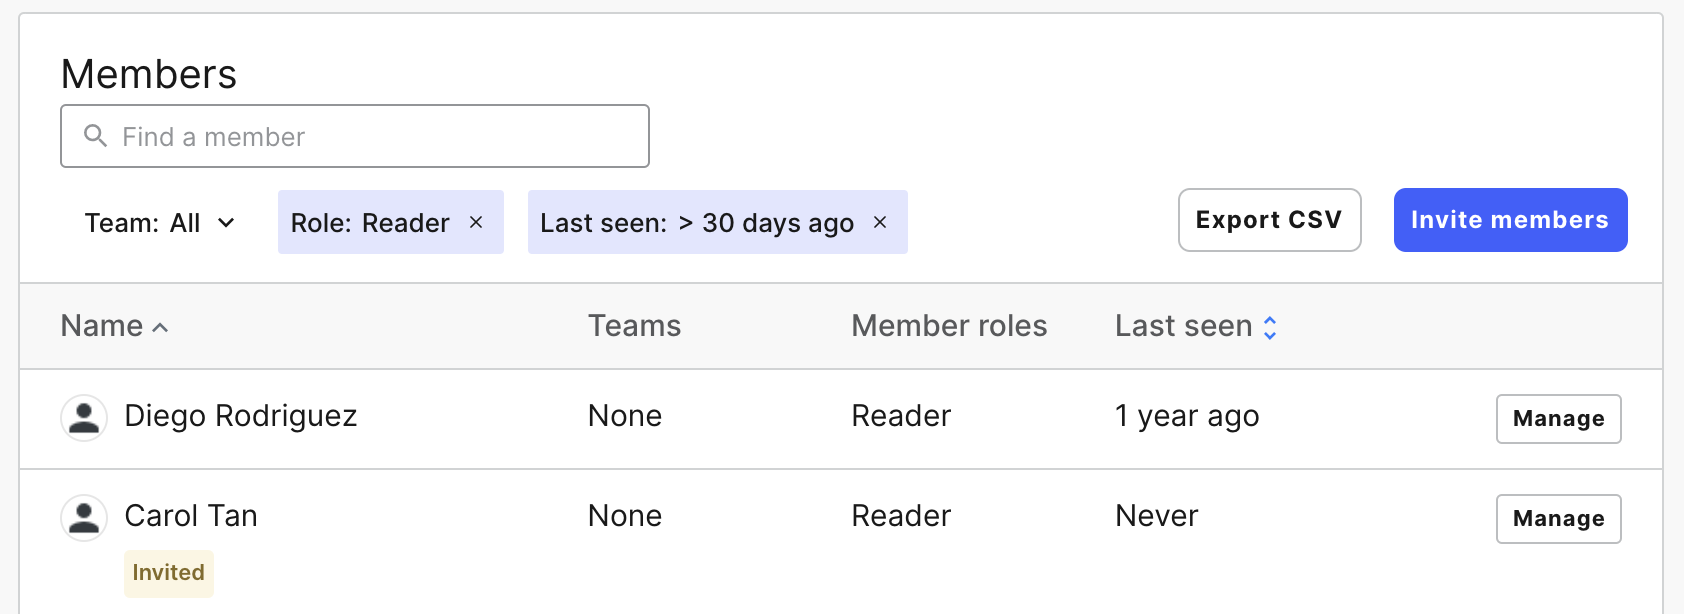 Members
Find a member
Team: All Role: Reader × Last seen: > 30 days ago × Export CSV Invite members
Name Teams Member roles Last seen
Diego Rodriguez None Reader 1 year ago Manage
Carol Tan None Reader Never Manage
Invited